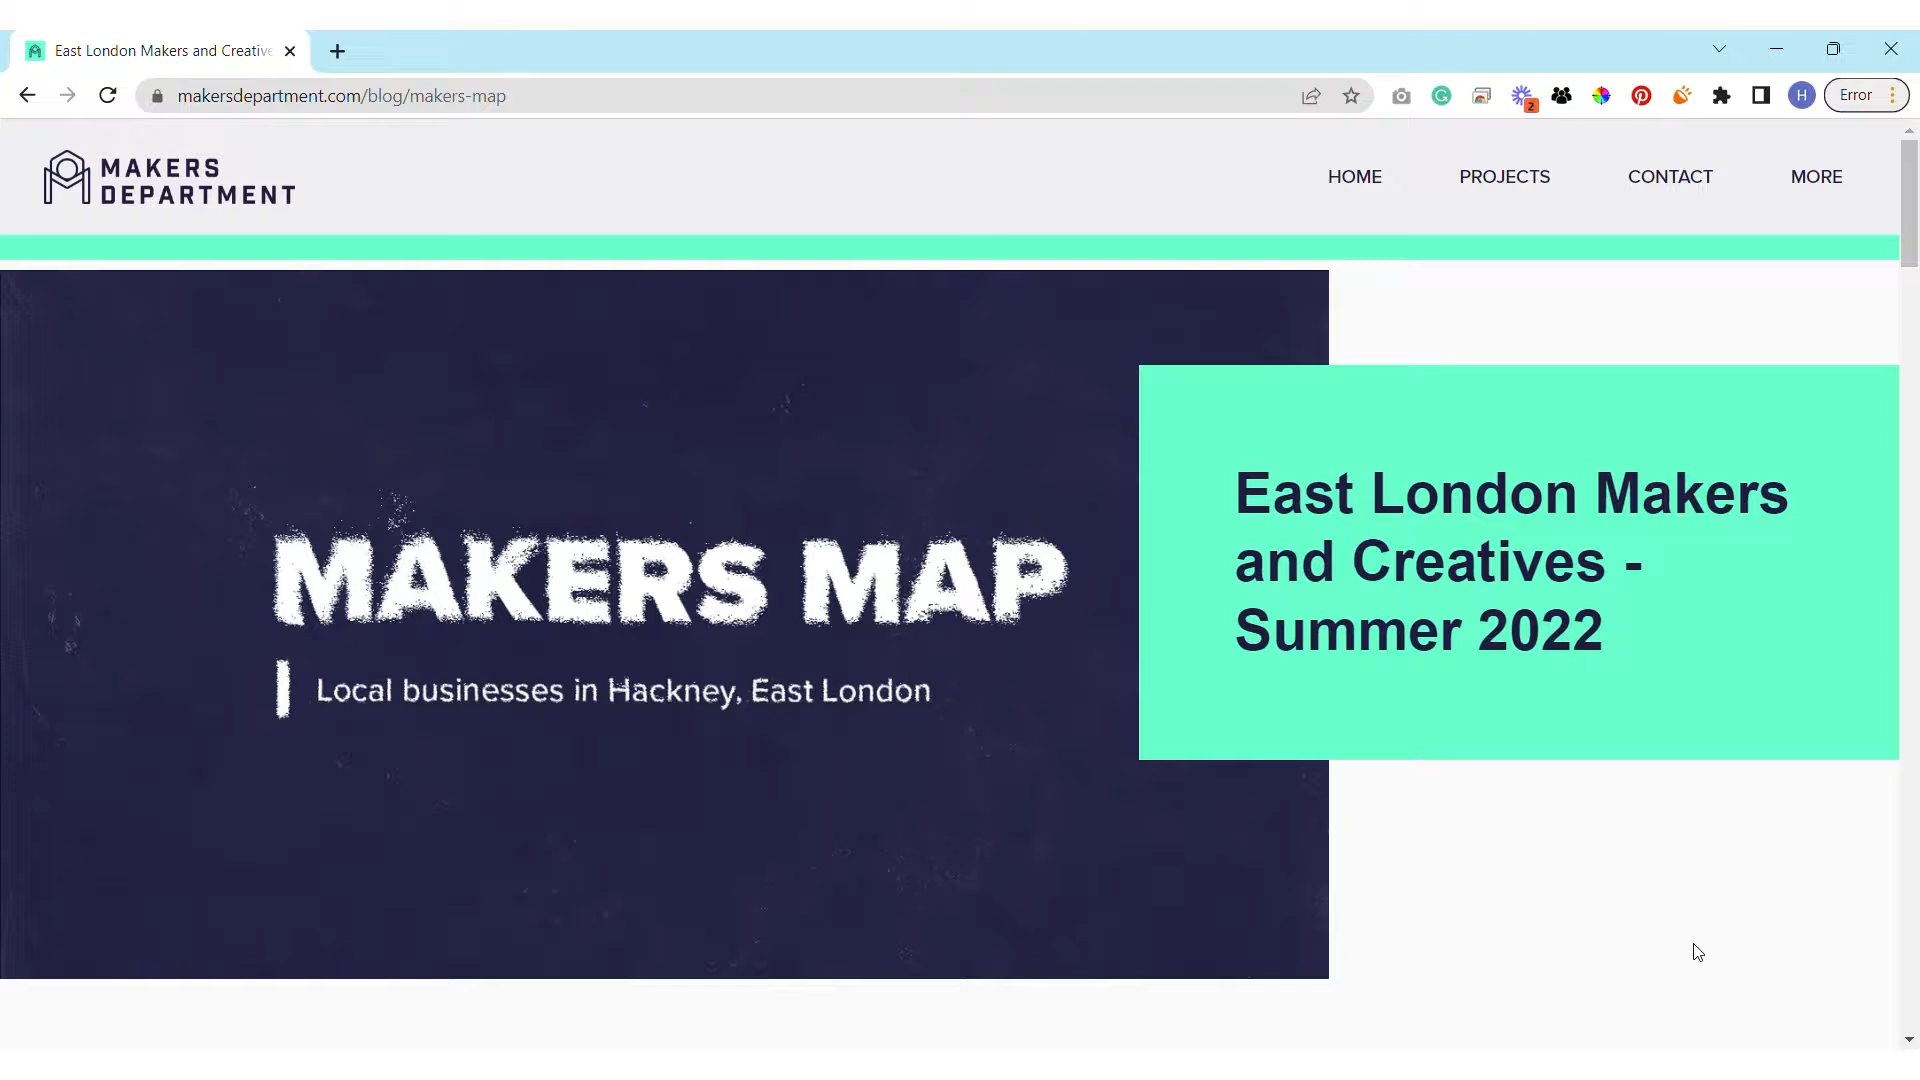 East London Makers and Creative
makersdepartment.com/blog/makers-map
2
H
Error
MAKERS
DEPARTMENT
HOME
PROJECTS
CONTACT
MORE
MAKERS MAP
Local businesses in Hackney, East London
East London Makers
and Creatives -
Summer 2022